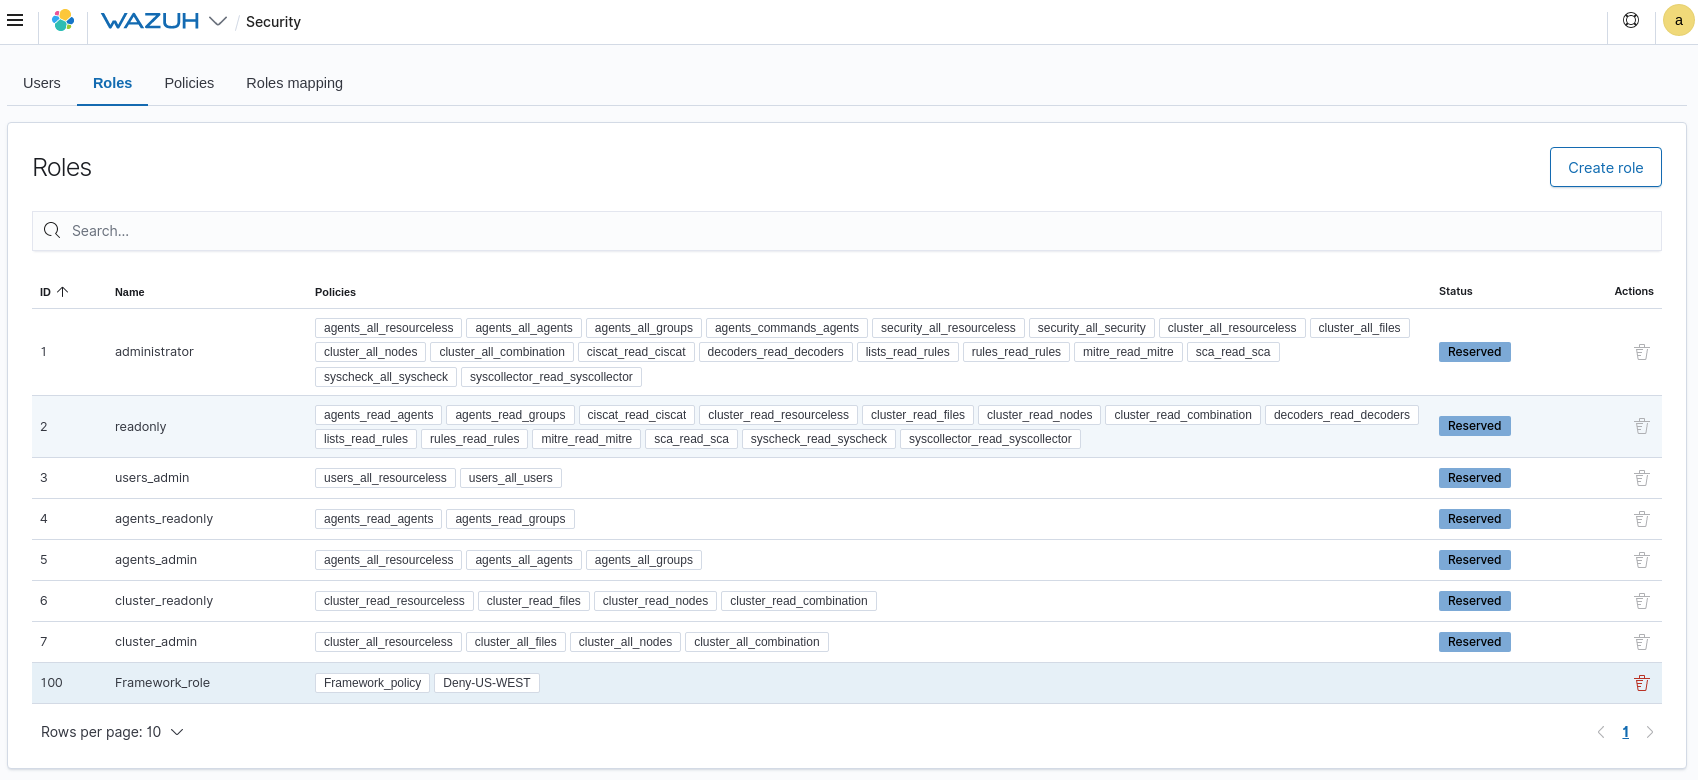 WAZUH / Security a
Users Roles Policies Roles mapping
Roles Create role
Search...
ID Name Policies Status Actions
agents_all_resourceless agents_all_agents agents_all_groups agents_commands_agents security_all_resourceless security_all_security cluster_all_resourceless cluster_all_files
1 administrator cluster_all_nodes cluster_all_combination ciscat_read_ciscat decoders_read_decoders lists_read_rules rules_read_rules mitre_read_mitre sca_read_sca Reserved
syscheck_all_syscheck syscollector_read_syscollector
agents_read_agents agents_read_groups ciscat_read_ciscat cluster_read_resourceless cluster_read_files cluster_read_nodes cluster_read_combination decoders_read_decoders
2 readonly Reserved
lists_read_rules rules_read_rules mitre_read_mitre sca_read_sca syscheck_read_syscheck syscollector_read_syscollector
3 users_admin users_all_resourceless users_all_users Reserved
4 agents_readonly agents_read_agents agents_read_groups Reserved
5 agents_admin agents_all_resourceless agents_all_agents agents_all_groups Reserved
6 cluster_readonly cluster_read_resourceless cluster_read_files cluster_read_nodes cluster_read_combination Reserved
7 cluster_admin cluster_all_resourceless cluster_all_files cluster_all_nodes cluster_all_combination Reserved
100 Framework_role Framework_policy Deny-US-WEST
Rows per page: 10 1